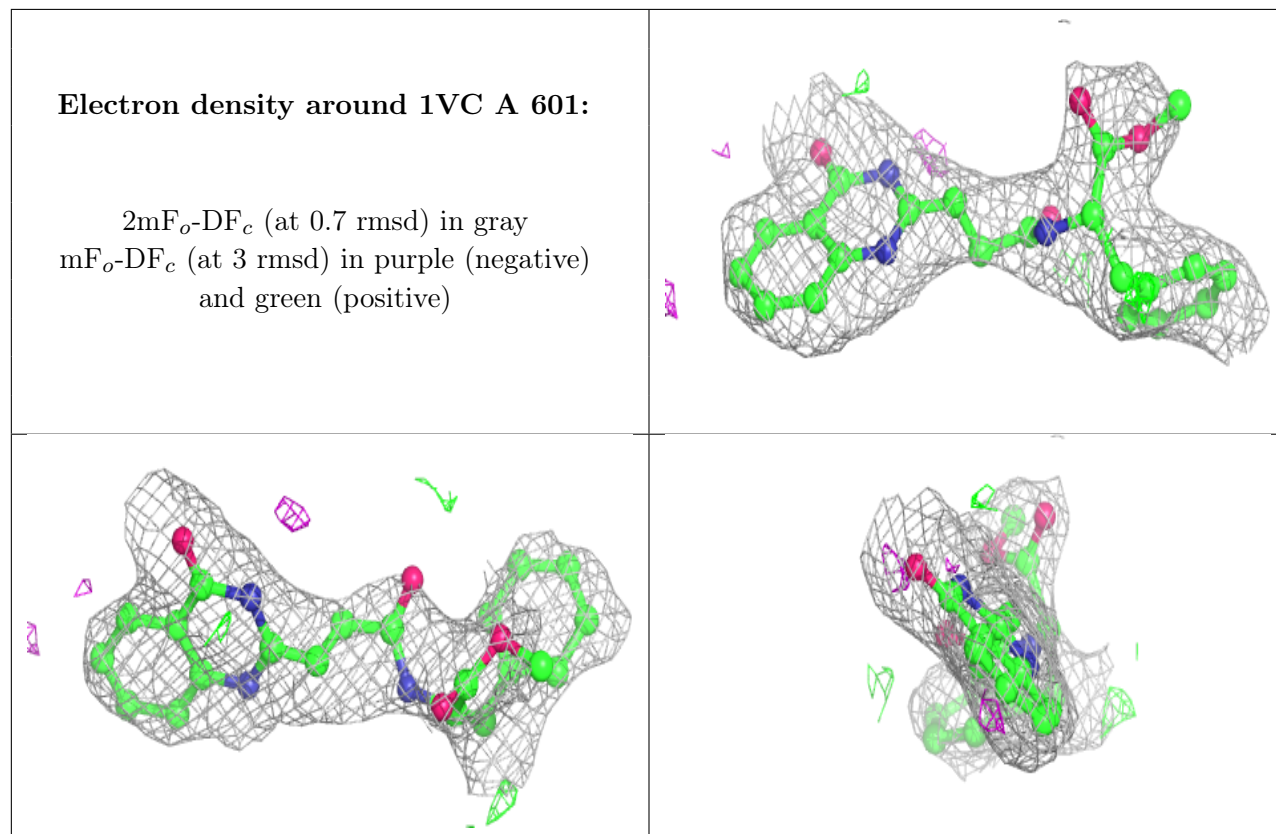 Electron density around 1VC A 601:
2mFo-DFc (at 0.7 rmsd) in gray
mFo-DFc (at 3 rmsd) in purple (negative)
and green (positive)